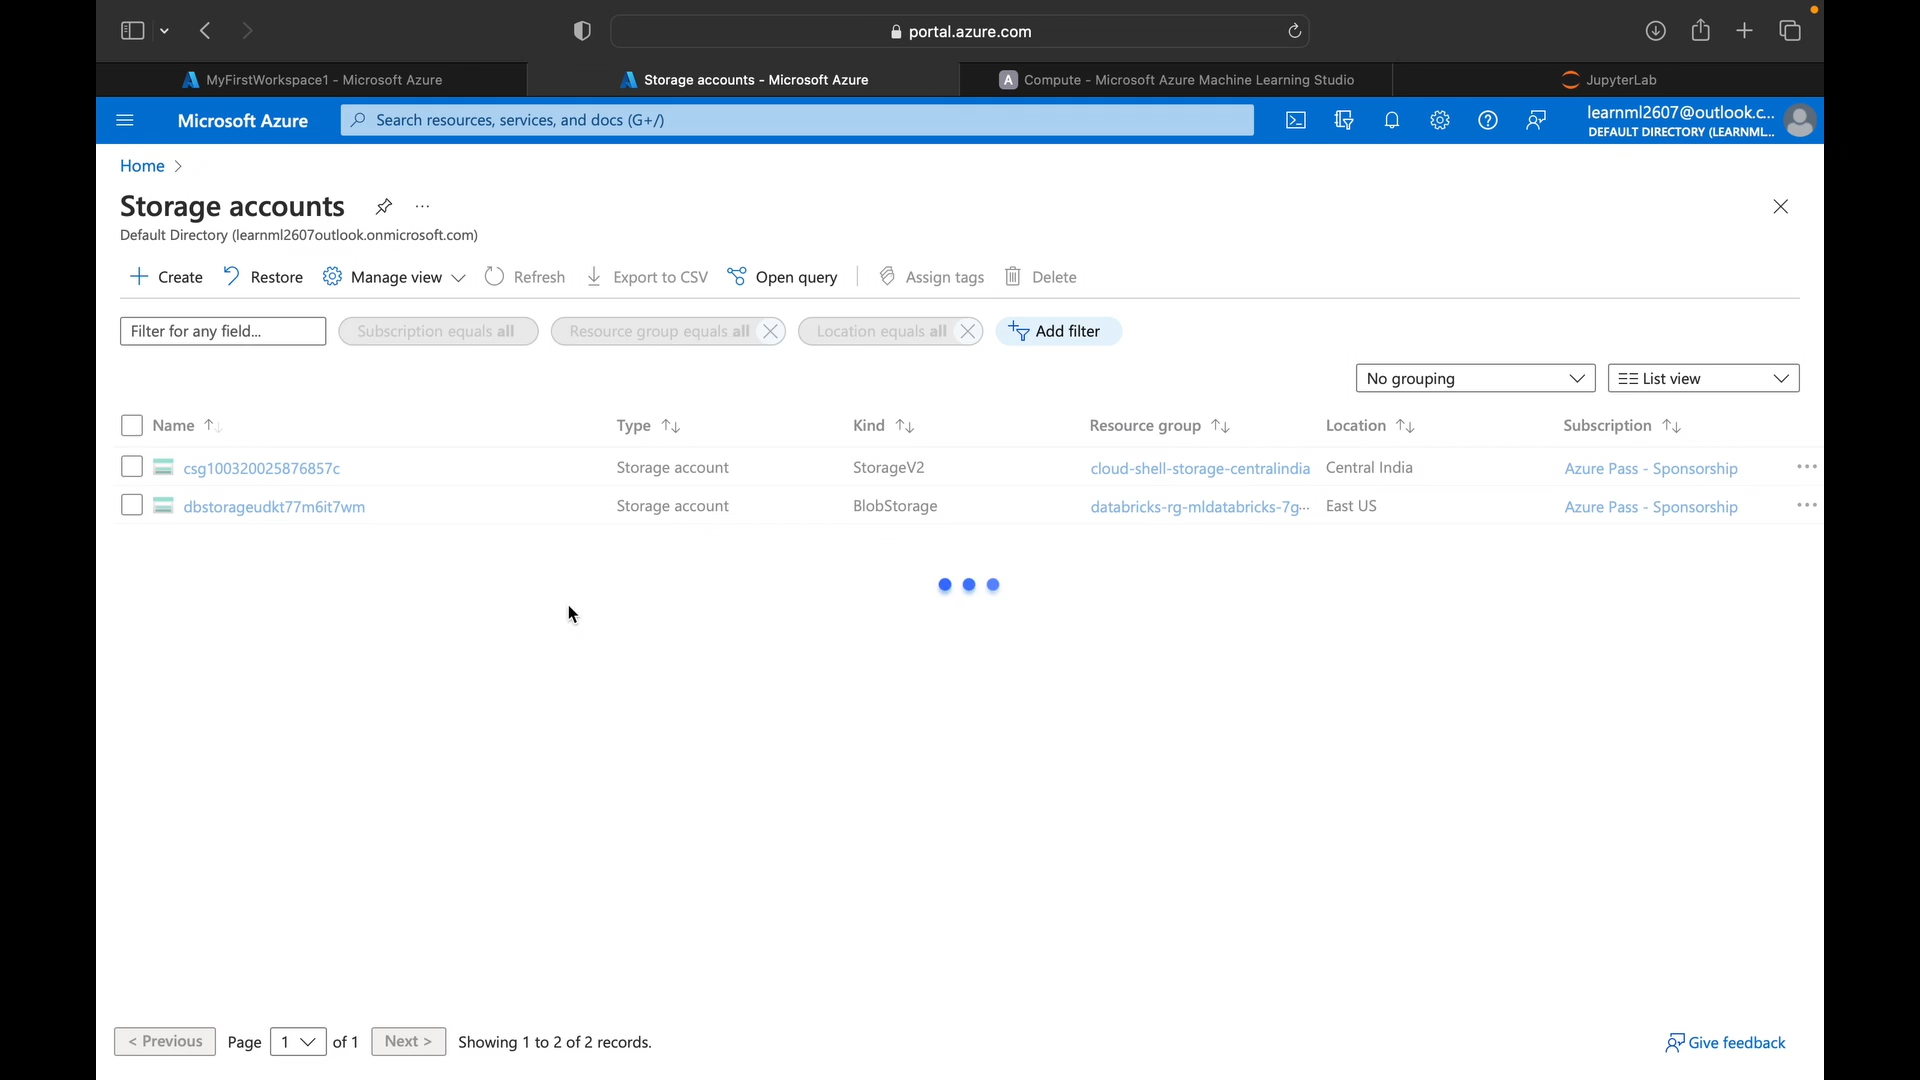 portal.azure.com
MyFirstWorkspace1 - Microsoft Azure
Storage accounts - Microsoft Azure
A Compute - Microsoft Azure Machine Learning Studio
JupyterLab
Microsoft Azure
Search resources, services, and docs (G+/)
learnml2607@outlook.c...
DEFAULT DIRECTORY (LEARNML...
Home
Storage accounts
Default Directory (learnml2607outlook.onmicrosoft.com)
Create Restore Manage view Refresh Export to CSV Open query Assign tags Delete
Filter for any field... Subscription equals all Resource group equals all Location equals all Add filter
No grouping List view
Name Type Kind Resource group Location Subscription
csg100320025876857c Storage account StorageV2 cloud-shell-storage-centralindia Central India Azure Pass - Sponsorship
dbstorageudkt77m6it7wm Storage account BlobStorage databricks-rg-mldatabricks-7g... East US Azure Pass - Sponsorship
< Previous Page 1 of 1 Next > Showing 1 to 2 of 2 records. Give feedback